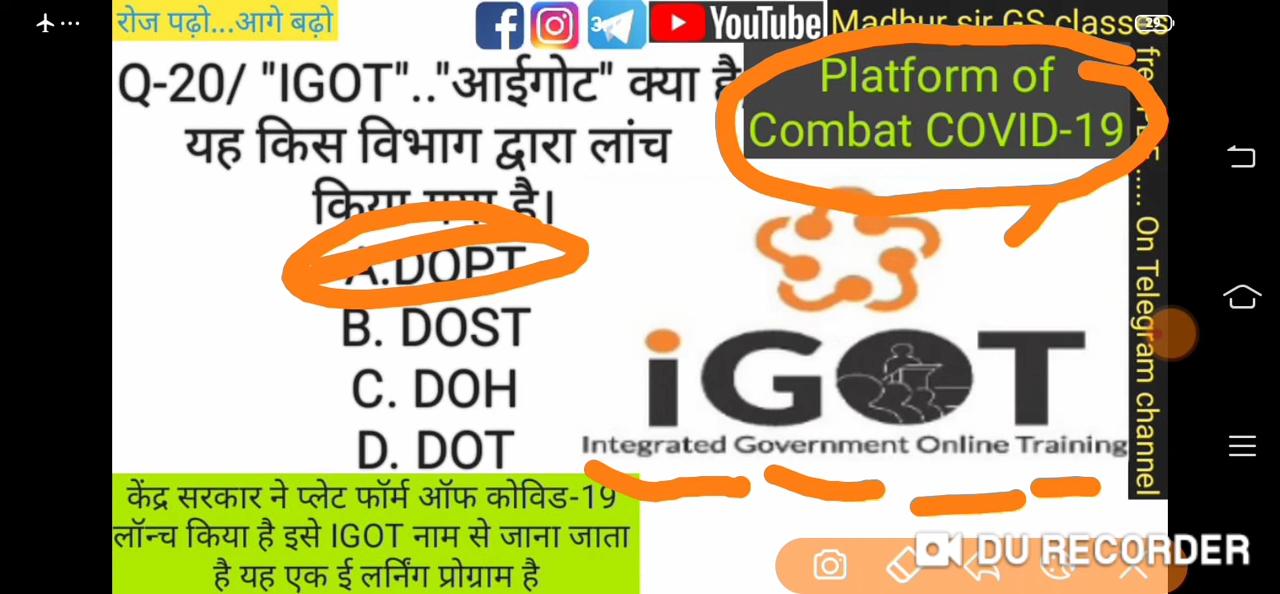 रोज पढ़ो...आगे बढ़ो
YouTube
Madhur sir GS classes
29
Q-20/ "IGOT".."आईगोट" क्या है,
यह किस विभाग द्वारा लांच
किया गया है।
A.DOPT
B. DOST
C. DOH
D. DOT
Platform of
Combat COVID-19
iGOT
Integrated Government Online Training
केंद्र सरकार ने प्लेट फॉर्म ऑफ कोविड-19
लॉन्च किया है इसे IGOT नाम से जाना जाता
है यह एक ई लर्निंग प्रोग्राम है
..... On Telegram channel
DU RECORDER